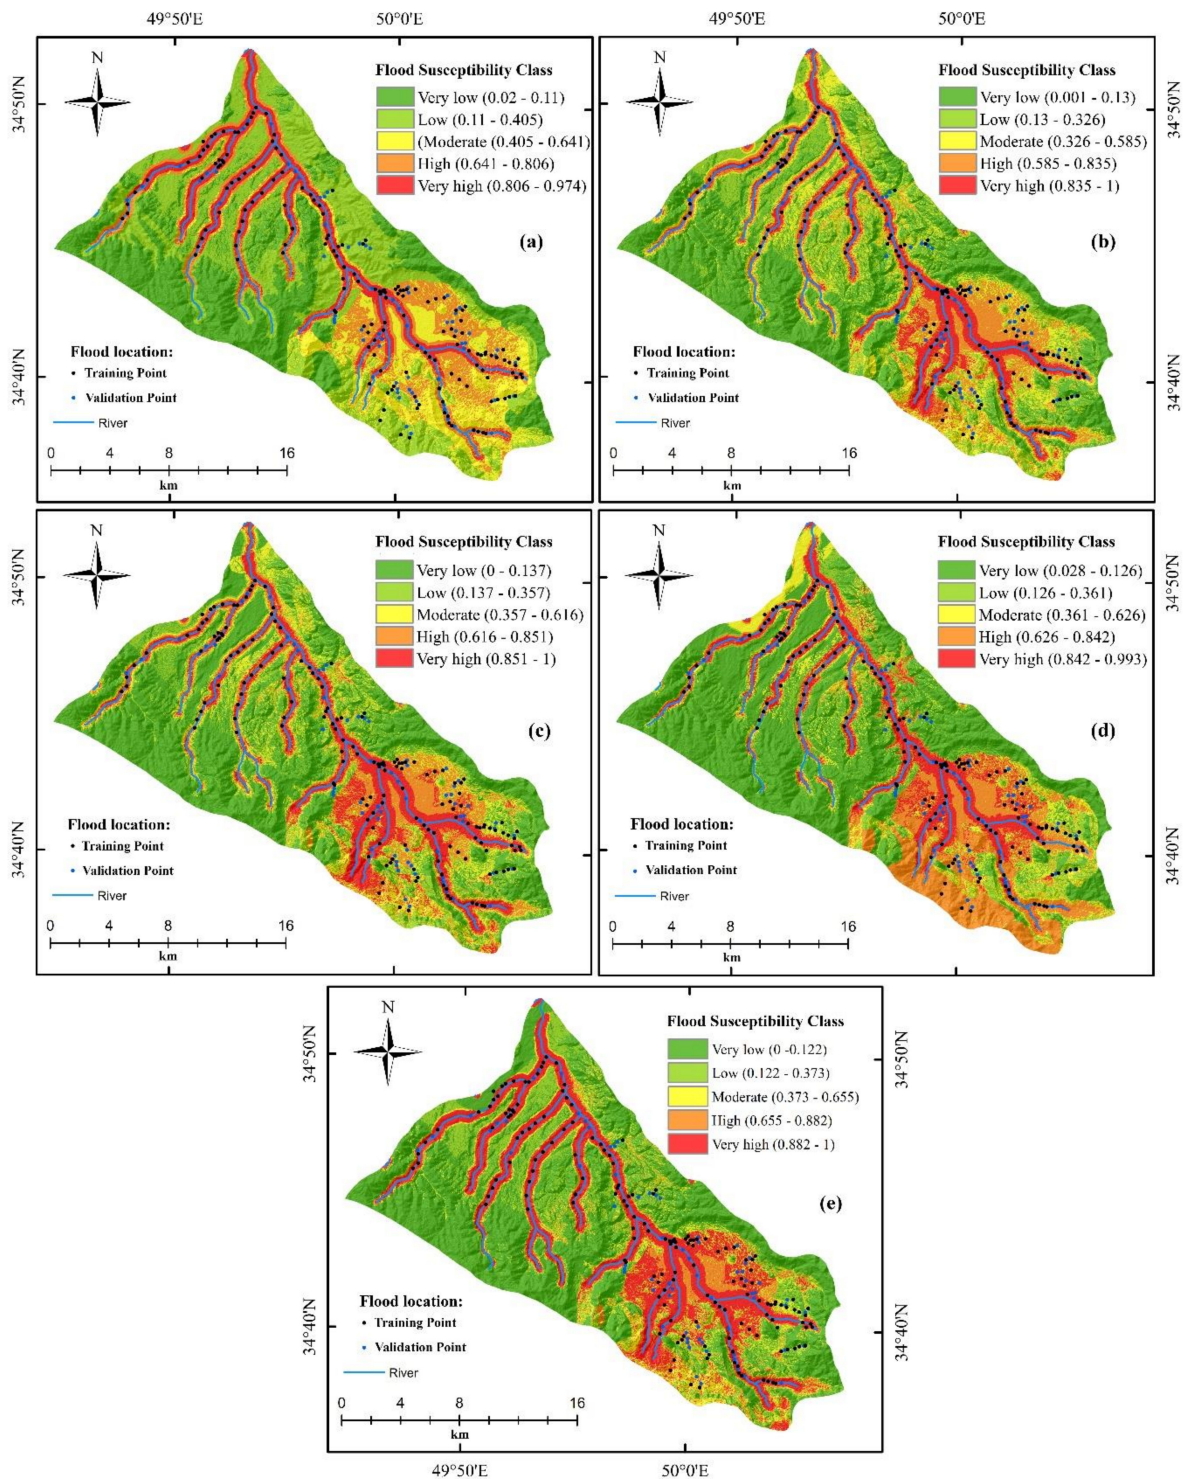 49°50'E 50°0'E 49°50'E 50°0'E
34°50'N
34°40'N
N
Flood Susceptibility Class
Very low (0.02 - 0.11)
Low (0.11 - 0.405)
(Moderate (0.405 - 0.641)
High (0.641 - 0.806)
Very high (0.806 - 0.974)
(a)
Flood location:
Training Point
Validation Point
River
0 4 8 16
km
N
Flood Susceptibility Class
Very low (0.001 - 0.13)
Low (0.13 - 0.326)
Moderate (0.326 - 0.585)
High (0.585 - 0.835)
Very high (0.835 - 1)
(b)
Flood location:
Training Point
Validation Point
River
0 4 8 16
km
34°50'N
34°40'N
34°50'N
34°40'N
N
Flood Susceptibility Class
Very low (0 - 0.137)
Low (0.137 - 0.357)
Moderate (0.357 - 0.616)
High (0.616 - 0.851)
Very high (0.851 - 1)
(c)
Flood location:
Training Point
Validation Point
River
0 4 8 16
km
N
Flood Susceptibility Class
Very low (0.028 - 0.126)
Low (0.126 - 0.361)
Moderate (0.361 - 0.626)
High (0.626 - 0.842)
Very high (0.842 - 0.993)
(d)
Flood location:
Training Point
Validation Point
River
0 4 8 16
km
34°50'N
34°40'N
34°50'N
34°40'N
N
Flood Susceptibility Class
Very low (0 -0.122)
Low (0.122 - 0.373)
Moderate (0.373 - 0.655)
High (0.655 - 0.882)
Very high (0.882 - 1)
(e)
Flood location:
Training Point
Validation Point
River
0 4 8 16
km
34°50'N
34°40'N
49°50'E 50°0'E